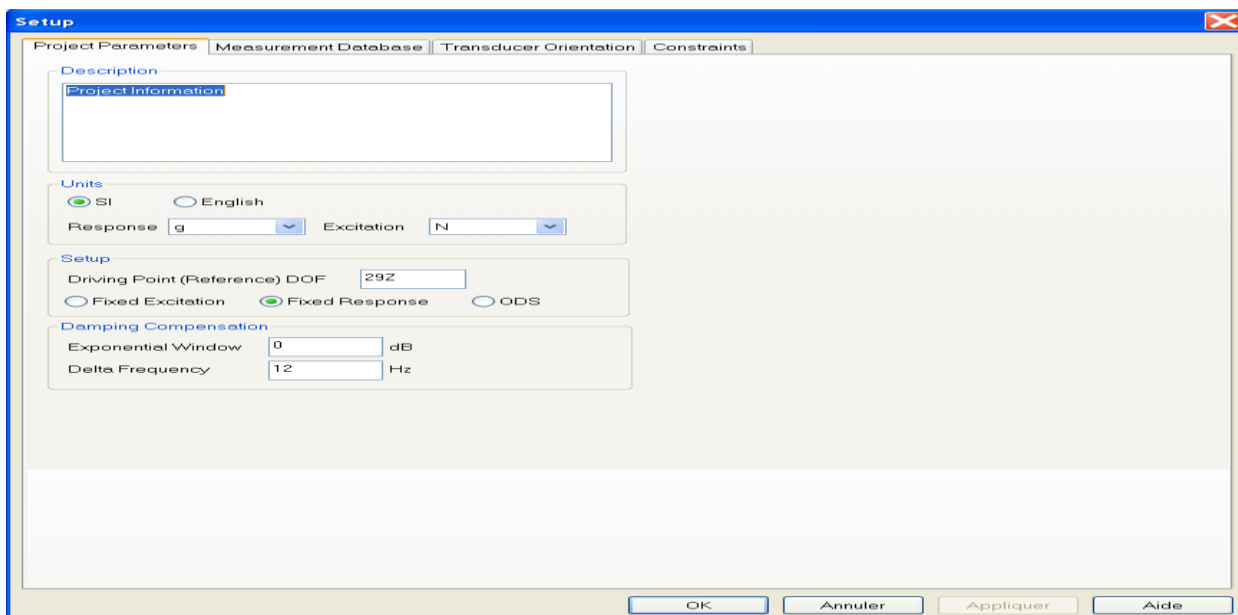 Setup
Project Parameters Measurement Database Transducer Orientation Constraints
Description
Project Information
Units
SI English
Response g Excitation N
Setup
Driving Point (Reference) DOF 29Z
Fixed Excitation Fixed Response ODS
Damping Compensation
Exponential Window 0 dB
Delta Frequency 12 Hz
OK Annuler Appliquer Aide